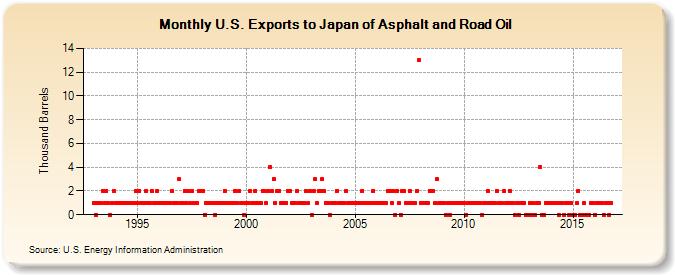 Monthly U.S. Exports to Japan of Asphalt and Road Oil
Thousand Barrels
14
12
10
8
6
4
2
0
1995 2000 2005 2010 2015
Source: U.S. Energy Information Administration